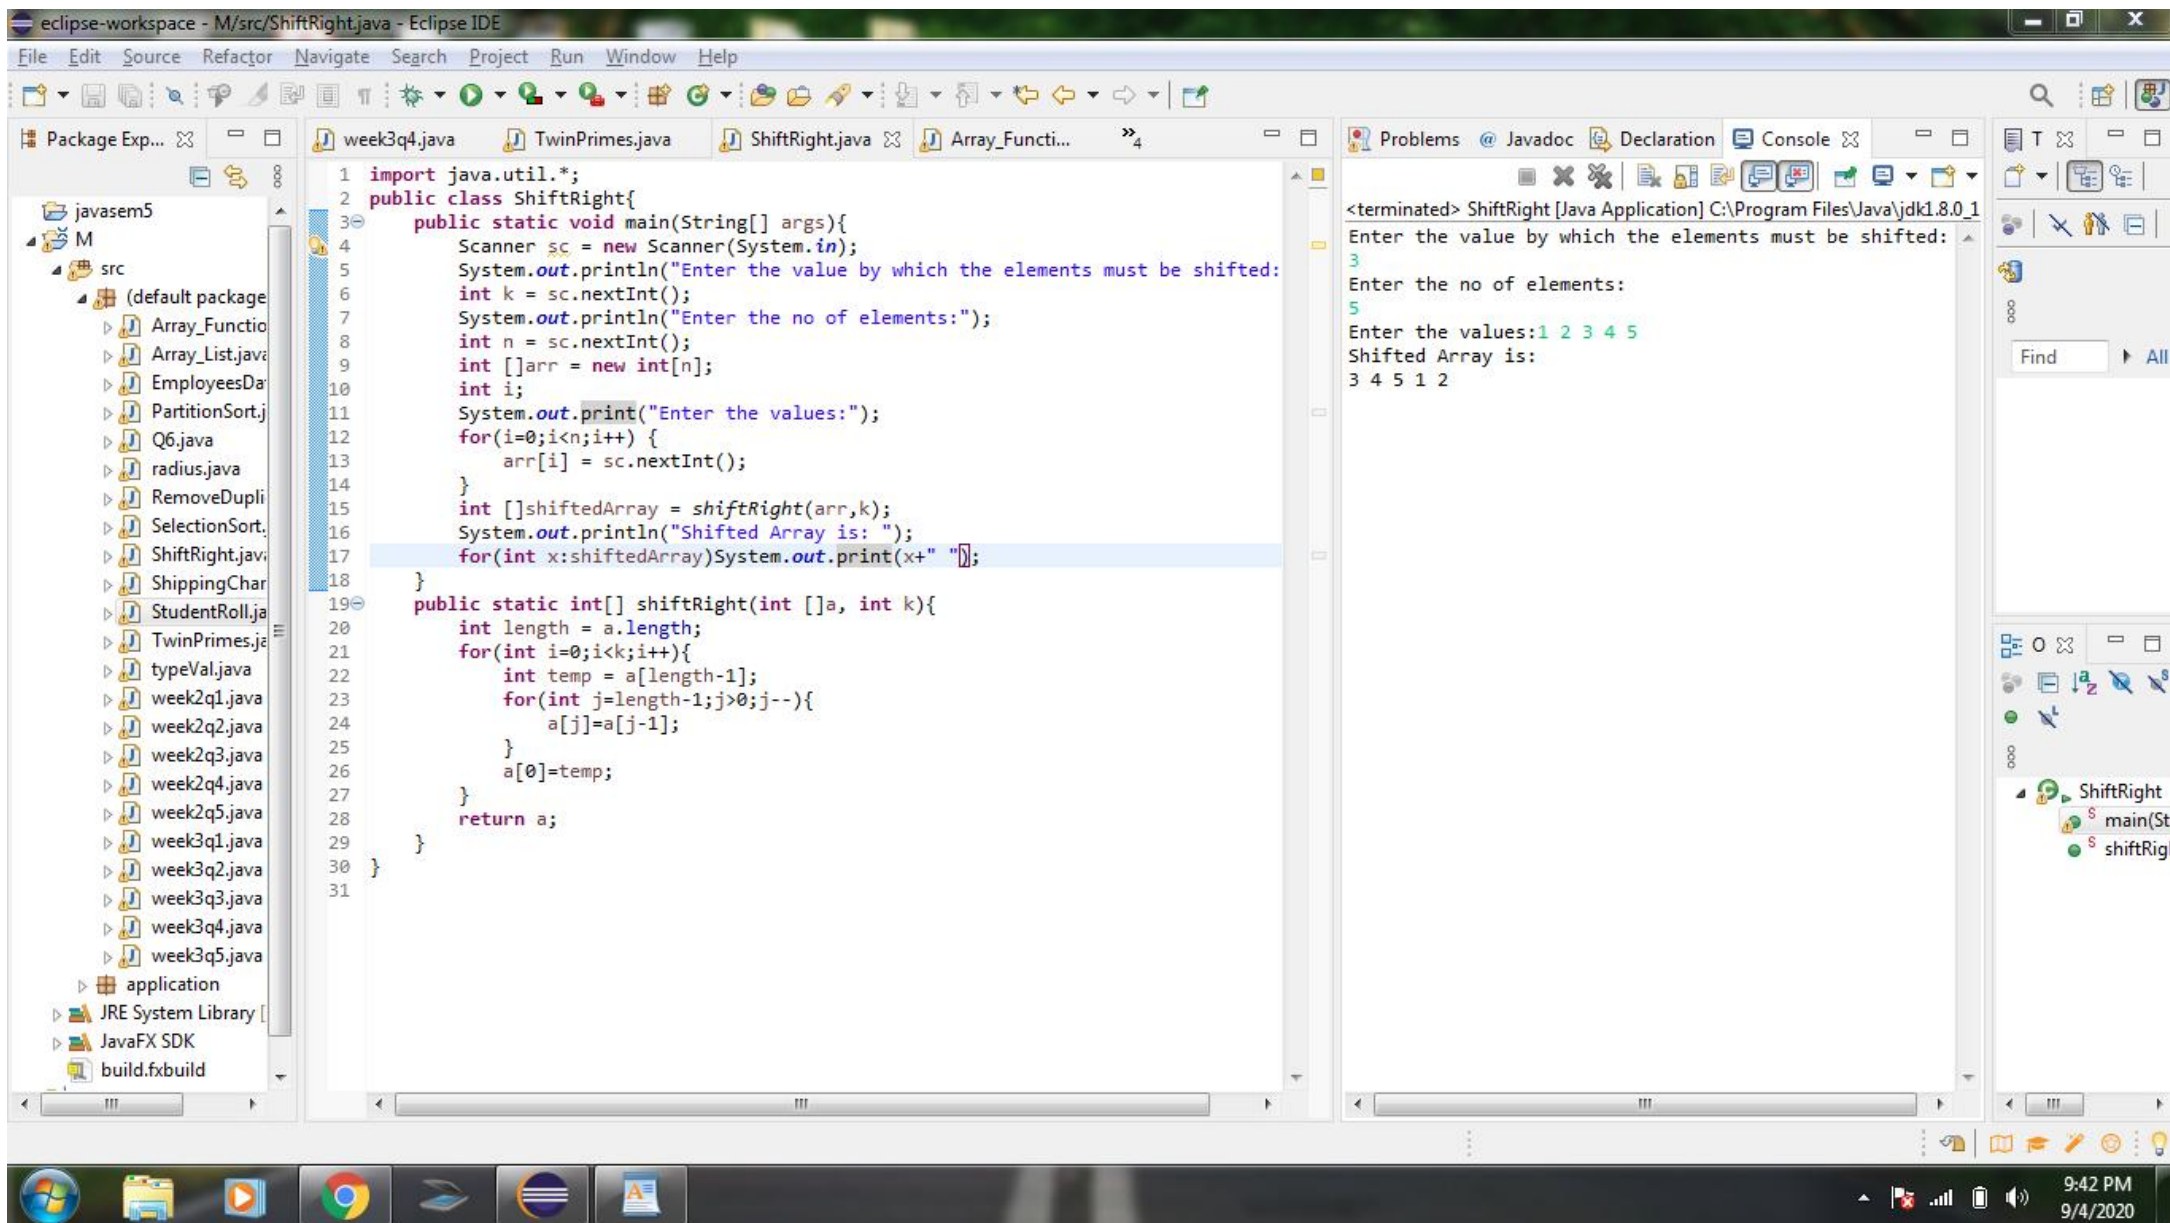 eclipse-workspace - M/src/ShiftRight.java - Eclipse IDE
File Edit Source Refactor Navigate Search Project Run Window Help
Package Exp...
javasem5
M
src
(default package
Array_Functio
Array_List.java
EmployeesDa
PartitionSort.j
Q6.java
radius.java
RemoveDupli
SelectionSort.
ShiftRight.java
ShippingChar
StudentRoll.ja
TwinPrimes.ja
typeVal.java
week2q1.java
week2q2.java
week2q3.java
week2q4.java
week2q5.java
week3q1.java
week3q2.java
week3q3.java
week3q4.java
week3q5.java
application
JRE System Library [
JavaFX SDK
build.fxbuild
week3q4.java TwinPrimes.java ShiftRight.java Array_Functi... »4
1 import java.util.*;
2 public class ShiftRight{
3 public static void main(String[] args){
4 Scanner sc = new Scanner(System.in);
5 System.out.println("Enter the value by which the elements must be shifted:
6 int k = sc.nextInt();
7 System.out.println("Enter the no of elements:");
8 int n = sc.nextInt();
9 int []arr = new int[n];
10 int i;
11 System.out.print("Enter the values:");
12 for(i=0;i<n;i++) {
13 arr[i] = sc.nextInt();
14 }
15 int []shiftedArray = shiftRight(arr,k);
16 System.out.println("Shifted Array is: ");
17 for(int x:shiftedArray)System.out.print(x+" ");
18 }
19 public static int[] shiftRight(int []a, int k){
20 int length = a.length;
21 for(int i=0;i<k;i++){
22 int temp = a[length-1];
23 for(int j=length-1;j>0;j--){
24 a[j]=a[j-1];
25 }
26 a[0]=temp;
27 }
28 return a;
29 }
30 }
31
Problems @ Javadoc Declaration Console
<terminated> ShiftRight [Java Application] C:\Program Files\Java\jdk1.8.0_1
Enter the value by which the elements must be shifted:
3
Enter the no of elements:
5
Enter the values:1 2 3 4 5
Shifted Array is:
3 4 5 1 2
T
Find All
O
ShiftRight
main(St
shiftRig
9:42 PM
9/4/2020